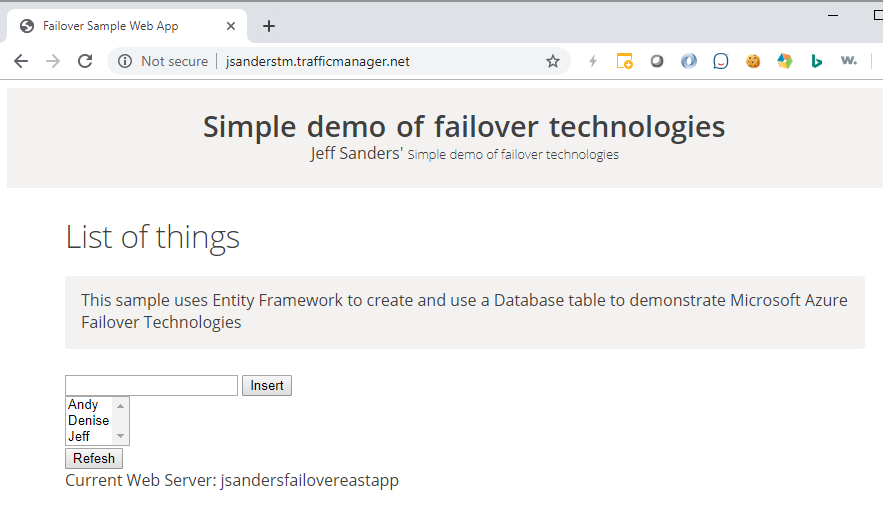 Failover Sample Web App
Not secure jsanderstm.trafficmanager.net
w.
Simple demo of failover technologies
Jeff Sanders' Simple demo of failover technologies
List of things
This sample uses Entity Framework to create and use a Database table to demonstrate Microsoft Azure
Failover Technologies
Insert
Andy
Denise
Jeff
Refesh
Current Web Server: jsandersfailovereastapp